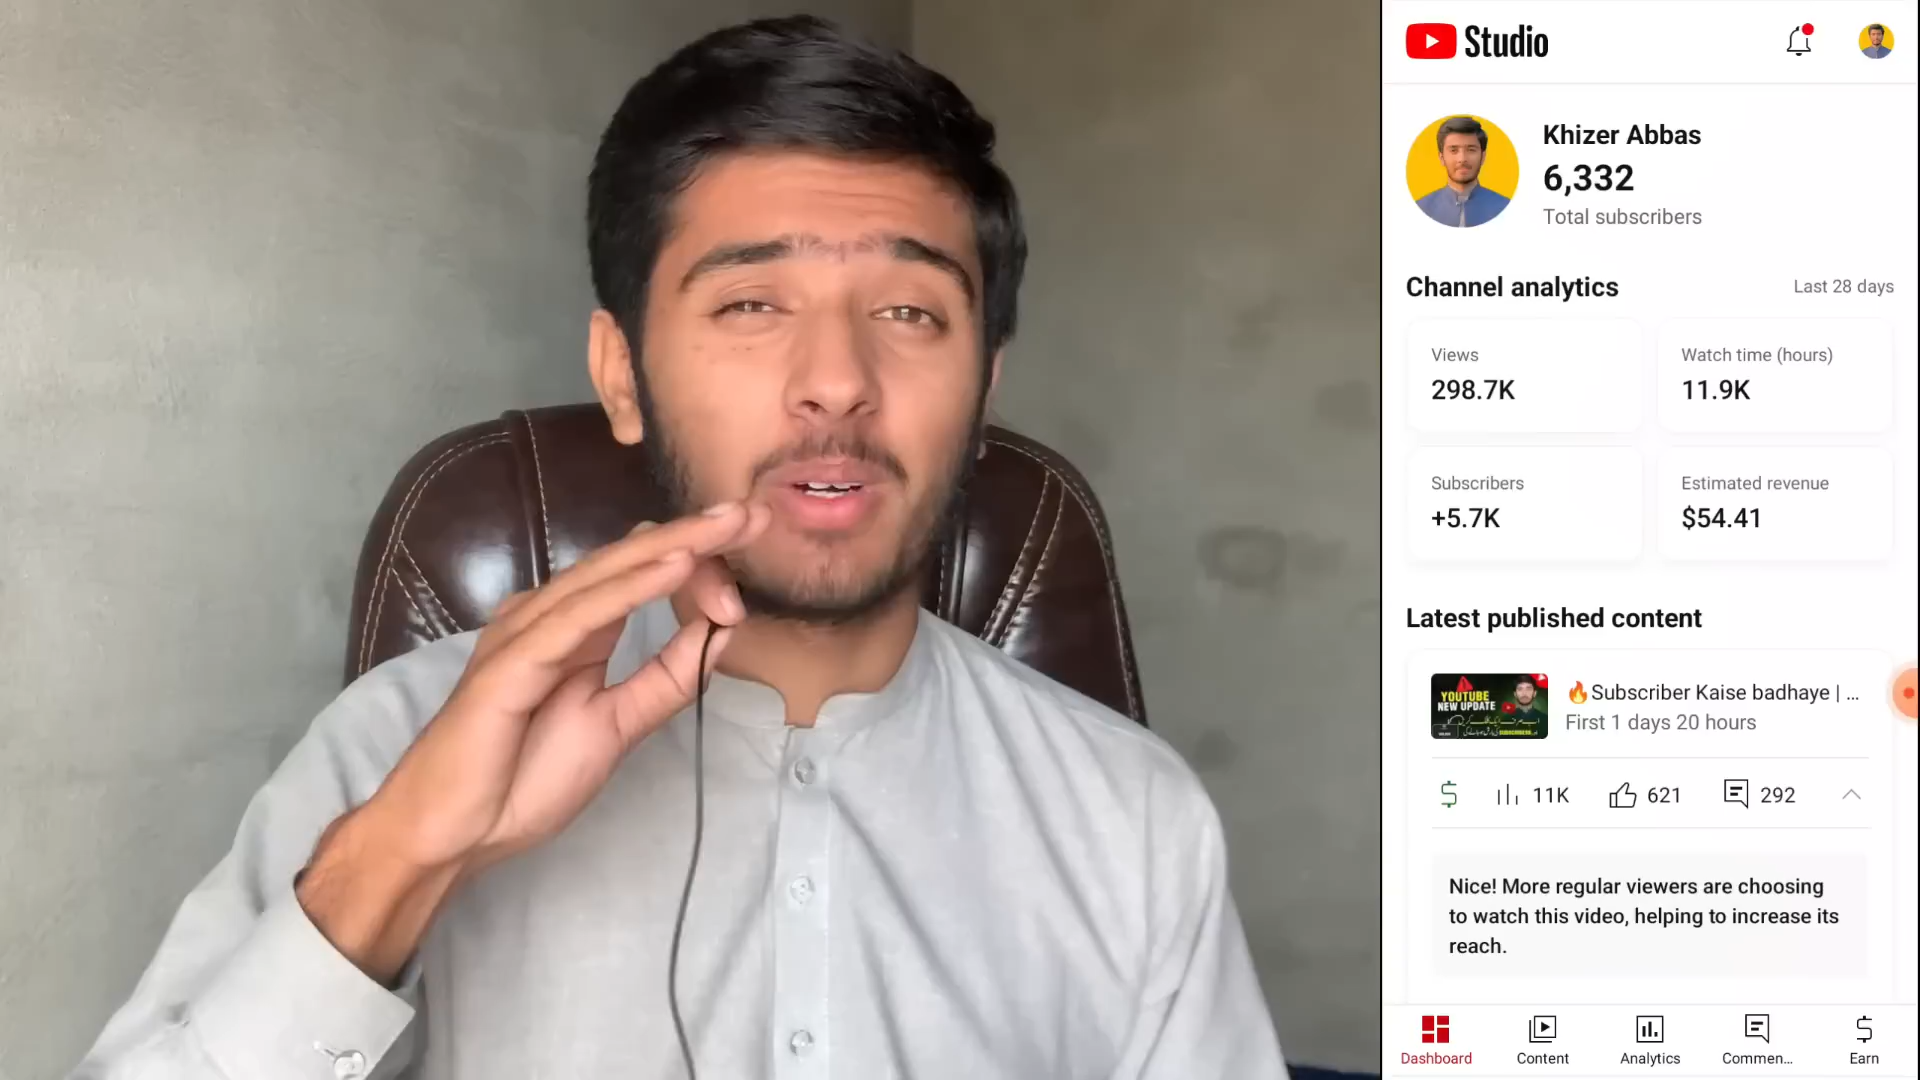 Studio
Khizer Abbas
6,332
Total subscribers
Channel analytics
Last 28 days
Views
298.7K
Watch time (hours)
11.9K
Subscribers
+5.7K
Estimated revenue
$54.41
Latest published content
YOUTUBE
NEW UPDATE
SUBSCRIBERS
🔥Subscriber Kaise badhaye | ...
First 1 days 20 hours
11K
621
292
Nice! More regular viewers are choosing
to watch this video, helping to increase its
reach.
Dashboard
Content
Analytics
Commen...
Earn